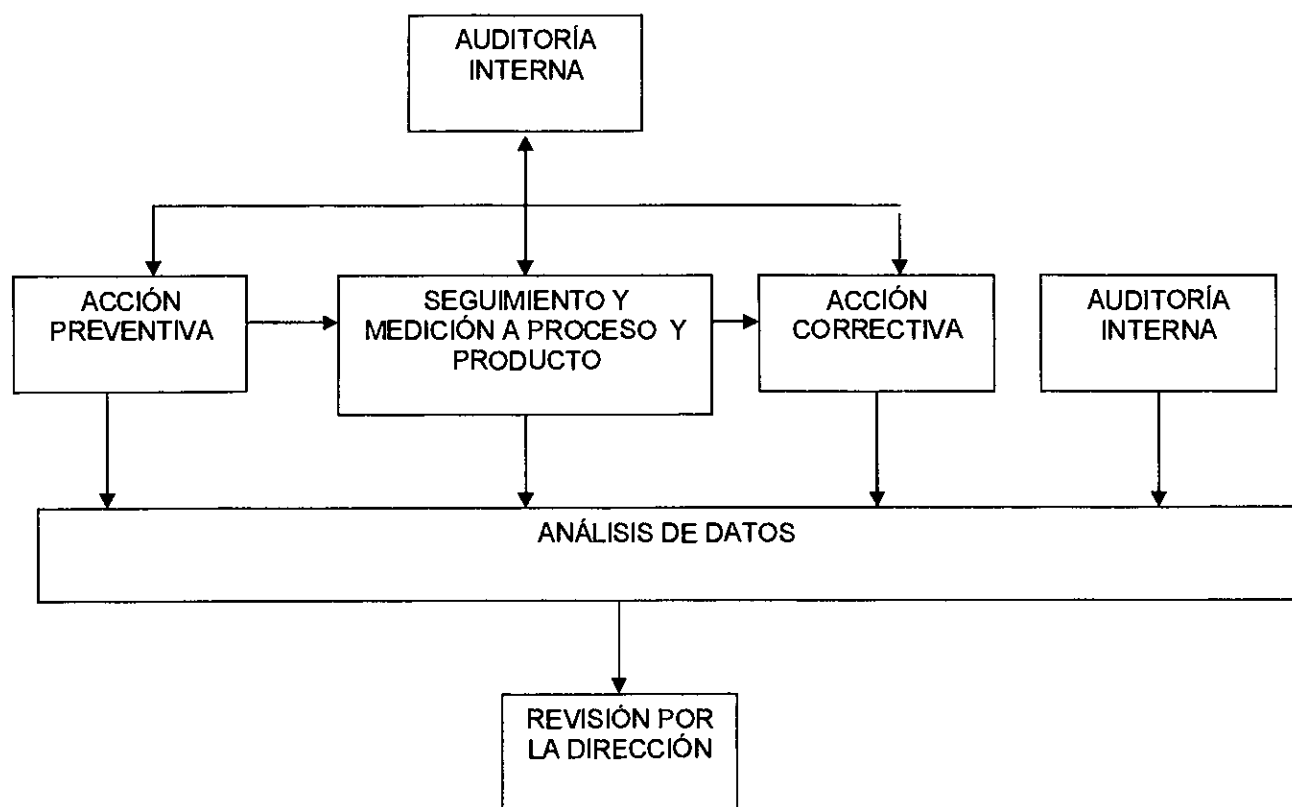 AUDITORÍA
INTERNA
ACCIÓN
PREVENTIVA
SEGUIMIENTO Y
MEDICIÓN A PROCESO Y
PRODUCTO
ACCIÓN
CORRECTIVA
AUDITORÍA
INTERNA
ANÁLISIS DE DATOS
REVISIÓN POR
LA DIRECCIÓN